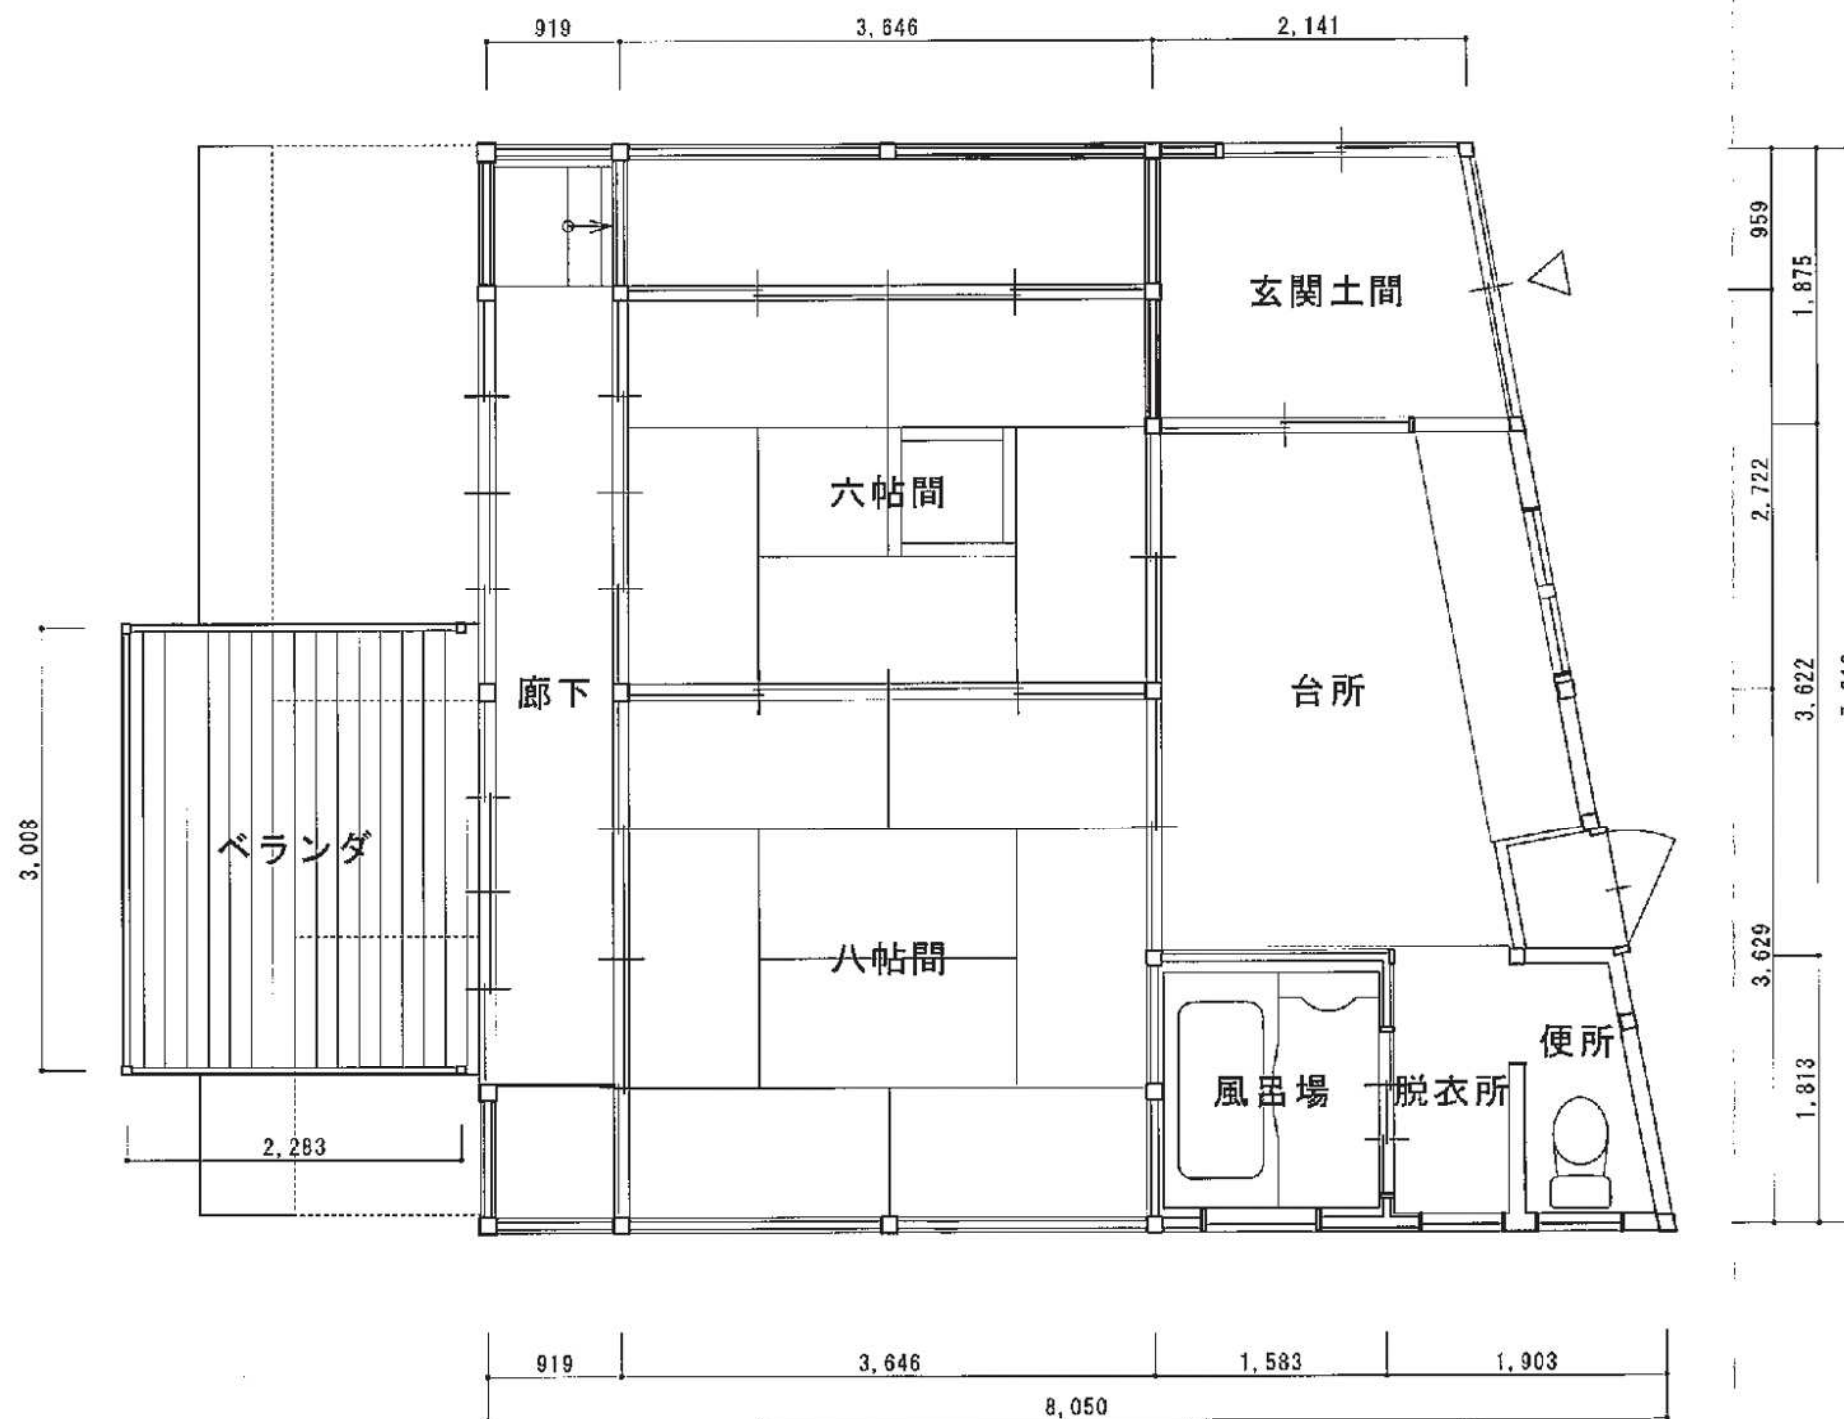 919
3,646
2,141
959
1,875
玄関土間
2,722
六帖間
3,622
廊下
台所
ベランダ
3,008
八帖間
3,629
便所
風呂場
脱衣所
1,813
2,283
919
3,646
1,583
1,903
8,050